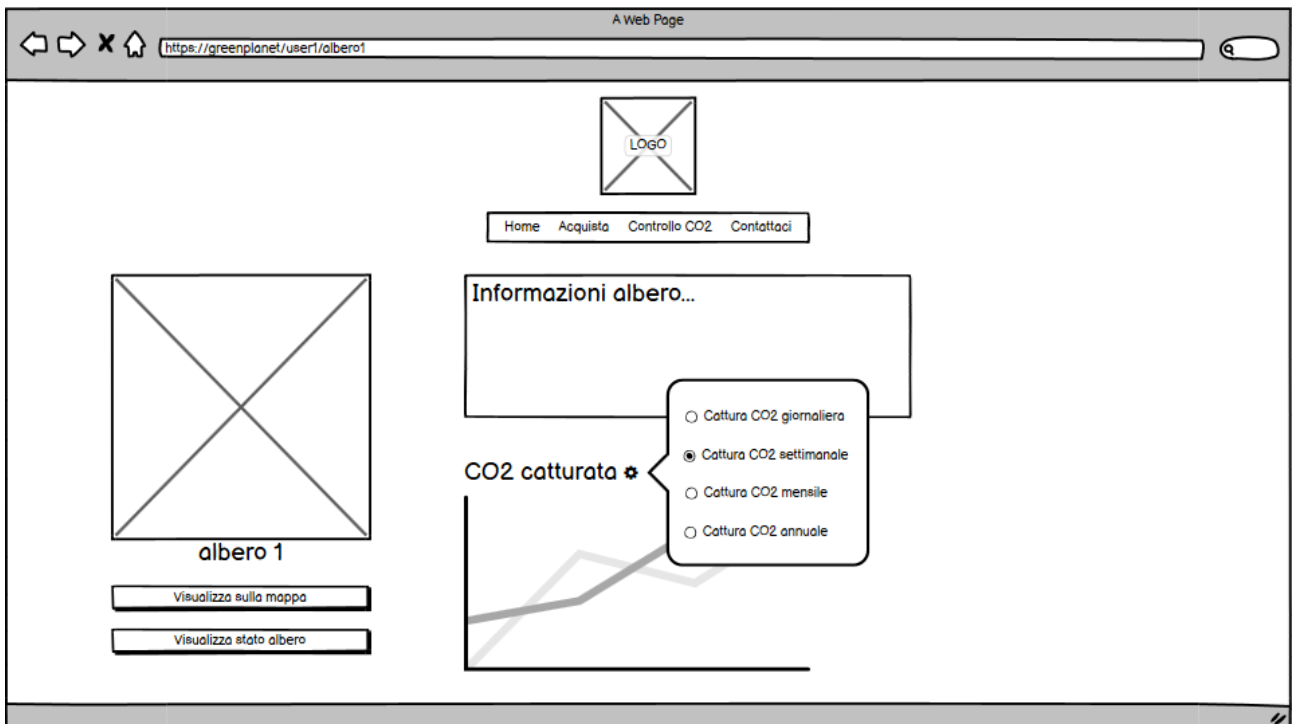 A Web Page
https://greenplanet/user1/albero1
LOGO
Home Acquista Controllo CO2 Contattaci
Informazioni albero...
Cattura CO2 giornaliera
Cattura CO2 settimanale
Cattura CO2 mensile
Cattura CO2 annuale
CO2 catturata
albero 1
Visualizza sulla mappa
Visualizza stato albero